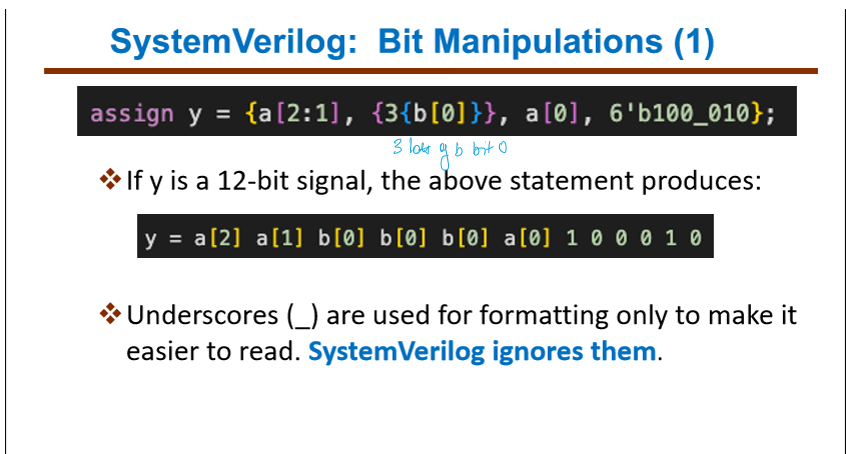 SystemVerilog: Bit Manipulations (1)
assign y = {a[2:1], {3{b[0]}}, a[0], 6'b100_010};
3 lots of b bit 0
❖If y is a 12-bit signal, the above statement produces:
y = a[2] a[1] b[0] b[0] b[0] a[0] 1 0 0 0 1 0
❖Underscores (_) are used for formatting only to make it
easier to read. SystemVerilog ignores them.